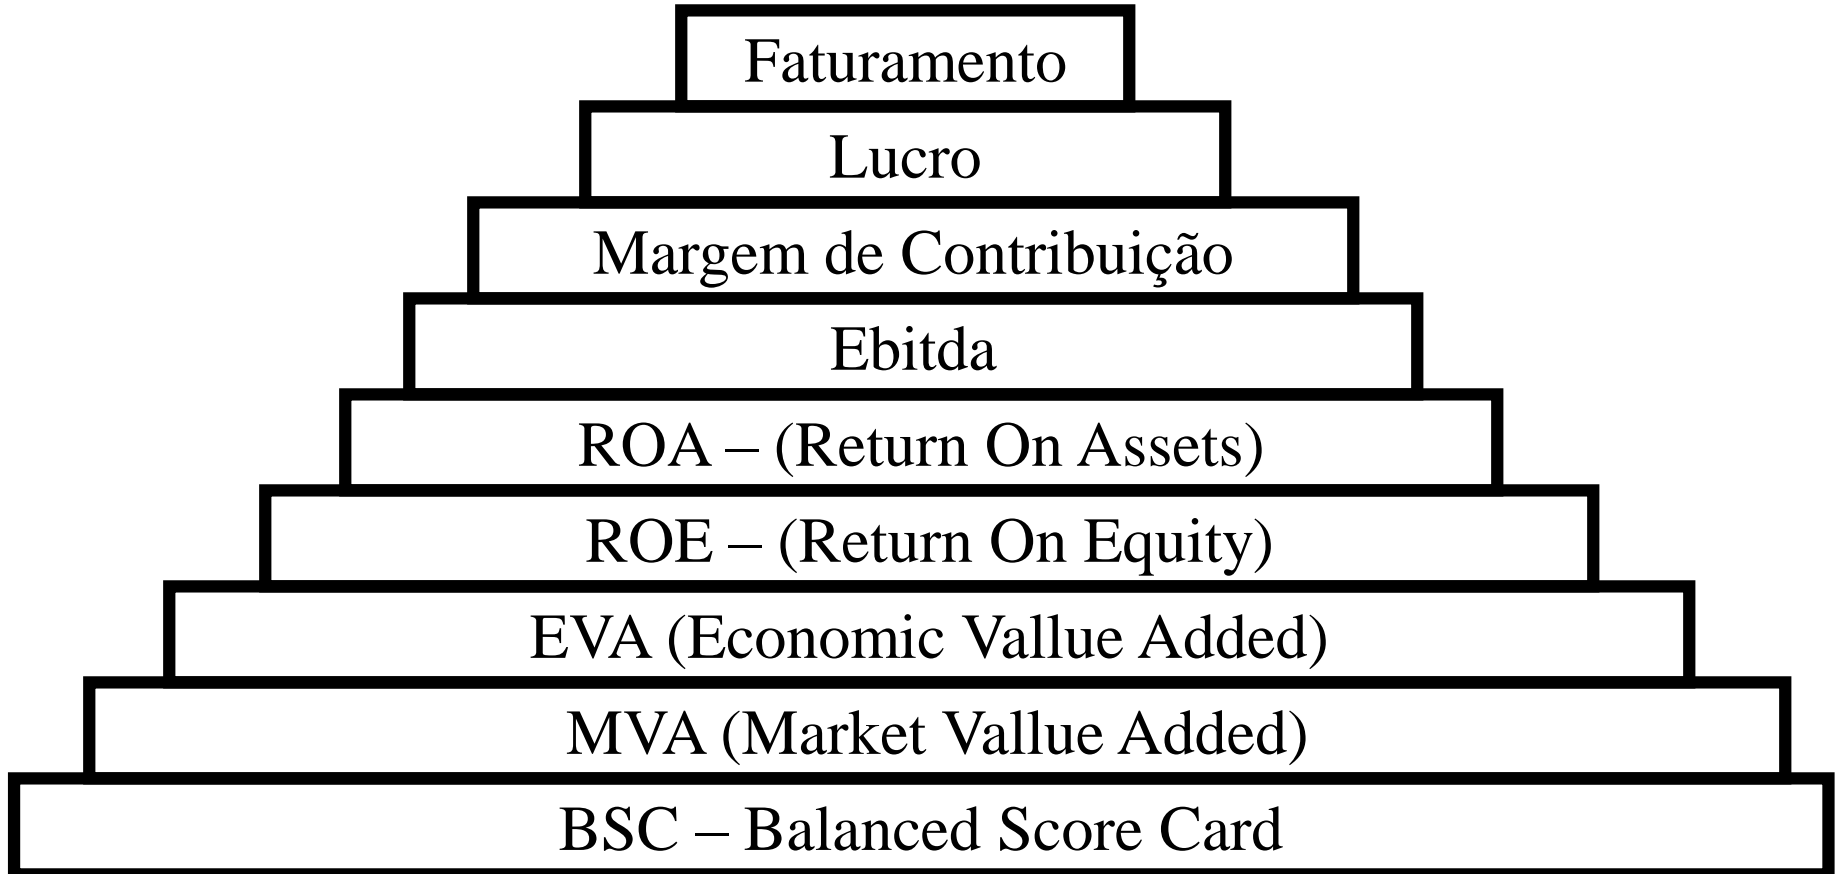 Faturamento
Lucro
Margem de Contribuição
Ebitda
ROA – (Return On Assets)
ROE – (Return On Equity)
EVA (Economic Vallue Added)
MVA (Market Vallue Added)
BSC – Balanced Score Card